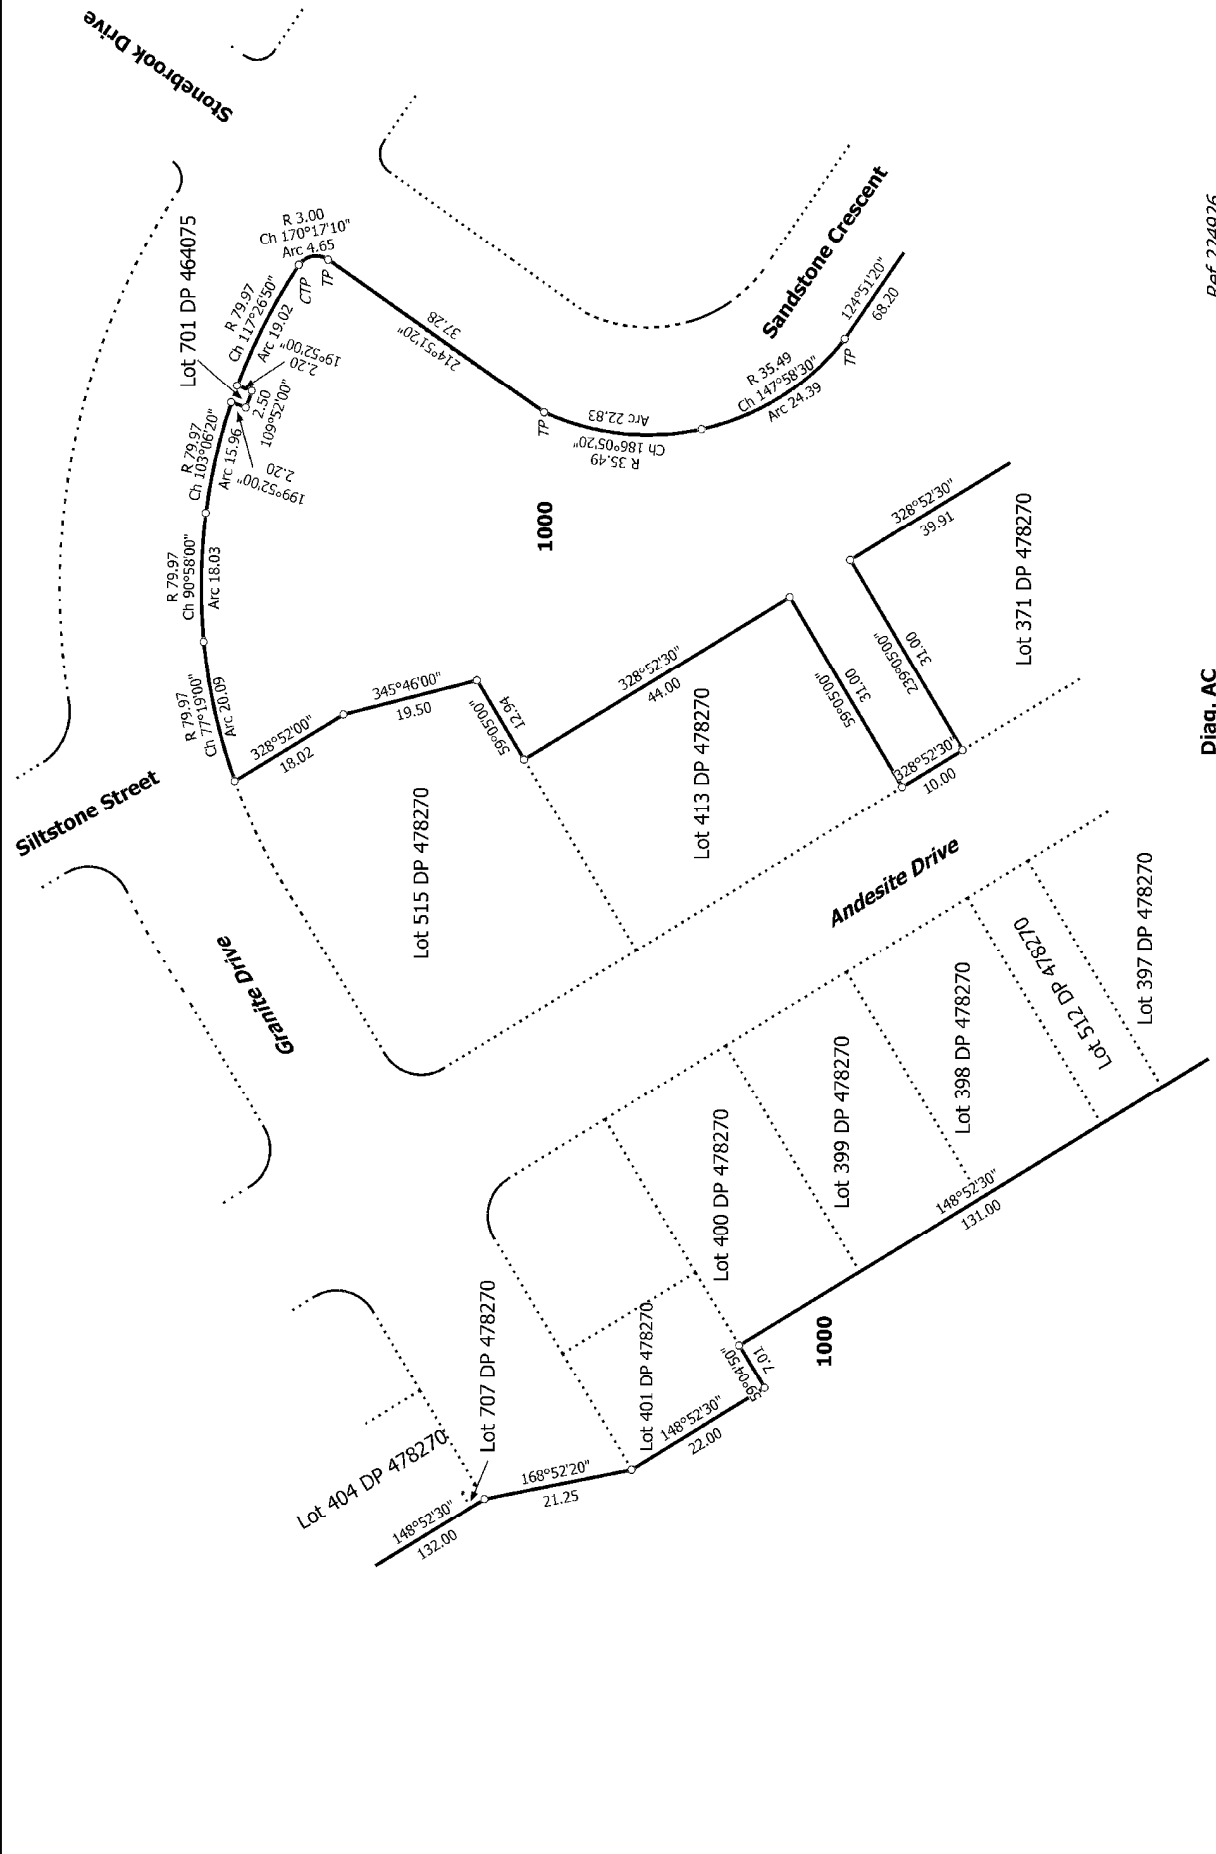 Stonebrook Drive
Lot 701 DP 464075
R 3.00
Ch 170°17'10"
Arc 4.65
CTP
TP
R 79.97
Ch 117°26'50"
Arc 19.02
19°52'00"
2.20
2.50
109°52'00"
R 79.97
Ch 103°06'20"
Arc 15.96
2.20
199°52'00"
R 79.97
Ch 90°58'00"
Arc 18.03
R 79.97
Ch 77°19'00"
Arc 20.09
214°51'20"
37.28
TP
R 35.49
Ch 186°05'20"
Arc 22.83
R 35.49
Ch 147°58'30"
Arc 24.39
TP
124°51'20"
68.20
Sandstone Crescent
Siltstone Street
328°52'00"
18.02
345°46'00"
19.50
59°05'00"
12.94
1000
328°52'30"
44.00
59°05'00"
31.00
328°52'30"
10.00
239°05'00"
31.00
328°52'30"
39.91
Lot 371 DP 478270
Lot 413 DP 478270
Lot 515 DP 478270
Granite Drive
Andesite Drive
Lot 397 DP 478270
Lot 512 DP 478270
Lot 398 DP 478270
Lot 399 DP 478270
Lot 400 DP 478270
Lot 401 DP 478270
Lot 707 DP 478270
Lot 404 DP 478270
148°52'30"
132.00
168°52'20"
21.25
148°52'30"
22.00
59°04'50"
7.01
148°52'30"
131.00
1000
Diag. AC
Ref 224926